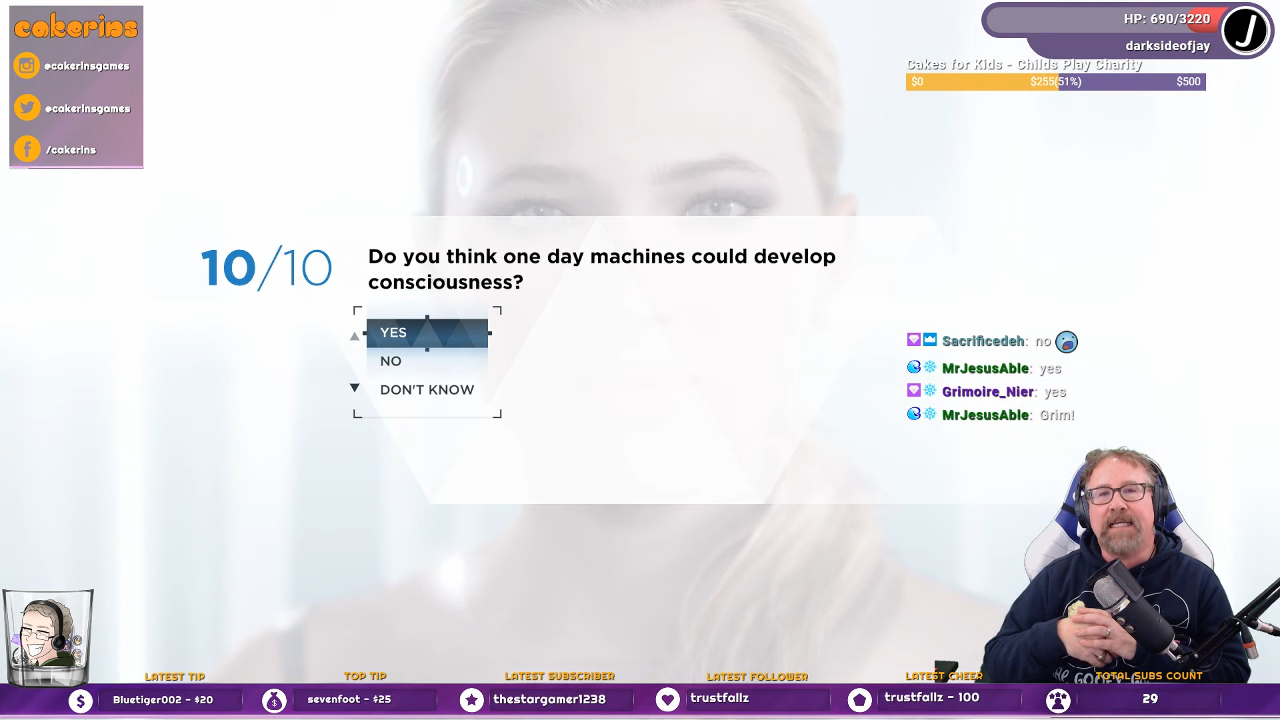 cakerins
@cakerinsgames
@cakerinsgames
/cakerins
HP: 690/3220
darksideofjay
J
Cakes for Kids - Childs Play Charity
$0 $255(51%) $500
10/10
Do you think one day machines could develop
consciousness?
YES
NO
DON'T KNOW
Sacrificedeh: no
MrJesusAble: yes
Grimoire_Nier: yes
MrJesusAble: Grim!
LATEST TIP
Bluetiger002 - $20
TOP TIP
sevenfoot - $25
LATEST SUBSCRIBER
thestargamer1238
LATEST FOLLOWER
trustfallz
LATEST CHEER
trustfallz - 100
TOTAL SUBS COUNT
29